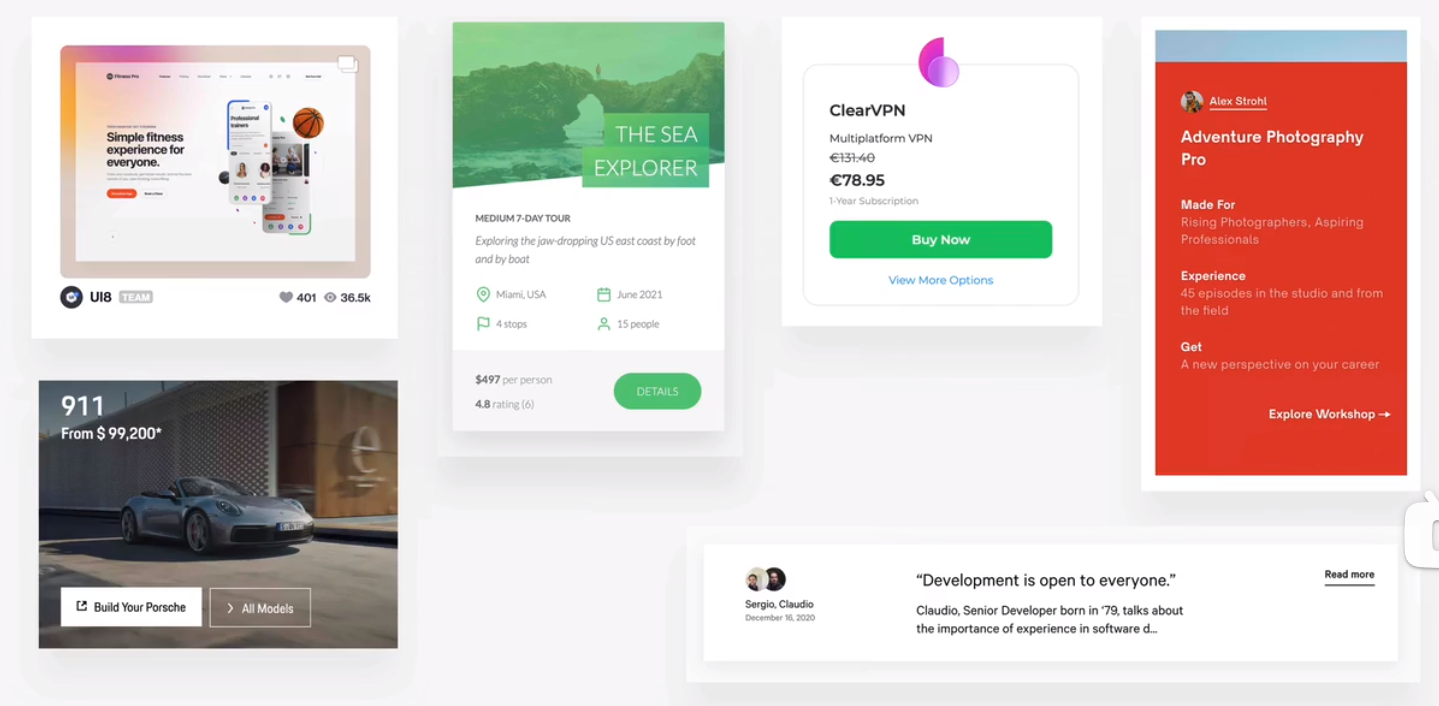 Fitness Pro
Simple fitness
experience for
everyone.
Professional
trainers
UI8 TEAM
401 36.5k
911
From $ 99,200*
Build Your Porsche
All Models
THE SEA
EXPLORER
MEDIUM 7-DAY TOUR
Exploring the jaw-dropping US east coast by foot
and by boat
Miami, USA June 2021
4 stops 15 people
$497 per person
4.8 rating (6)
DETAILS
ClearVPN
Multiplatform VPN
€131.40
€78.95
1-Year Subscription
Buy Now
View More Options
Alex Strohl
Adventure Photography
Pro
Made For
Rising Photographers, Aspiring
Professionals
Experience
45 episodes in the studio and from
the field
Get
A new perspective on your career
Explore Workshop →
Sergio, Claudio
December 16, 2020
“Development is open to everyone.”
Claudio, Senior Developer born in ‘79, talks about
the importance of experience in software d...
Read more